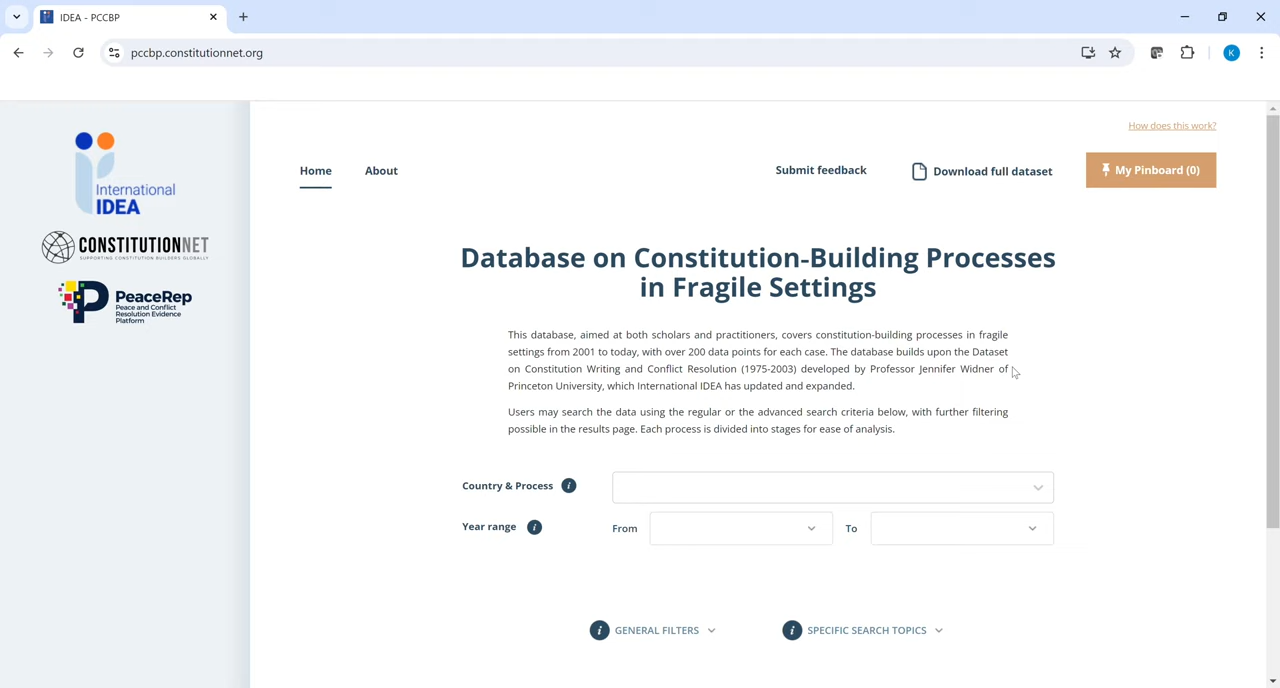 IDEA - PCCBP
pccbp.constitutionnet.org
K
International
IDEA
CONSTITUTIONNET
SUPPORTING CONSTITUTION BUILDERS GLOBALLY
PeaceRep
Peace and Conflict
Resolution Evidence
Platform
How does this work?
Home
About
Submit feedback
Download full dataset
My Pinboard (0)
Database on Constitution-Building Processes
in Fragile Settings
This database, aimed at both scholars and practitioners, covers constitution-building processes in fragile
settings from 2001 to today, with over 200 data points for each case. The database builds upon the Dataset
on Constitution Writing and Conflict Resolution (1975-2003) developed by Professor Jennifer Widner of
Princeton University, which International IDEA has updated and expanded.
Users may search the data using the regular or the advanced search criteria below, with further filtering
possible in the results page. Each process is divided into stages for ease of analysis.
Country & Process i
Year range i From To
i GENERAL FILTERS
i SPECIFIC SEARCH TOPICS